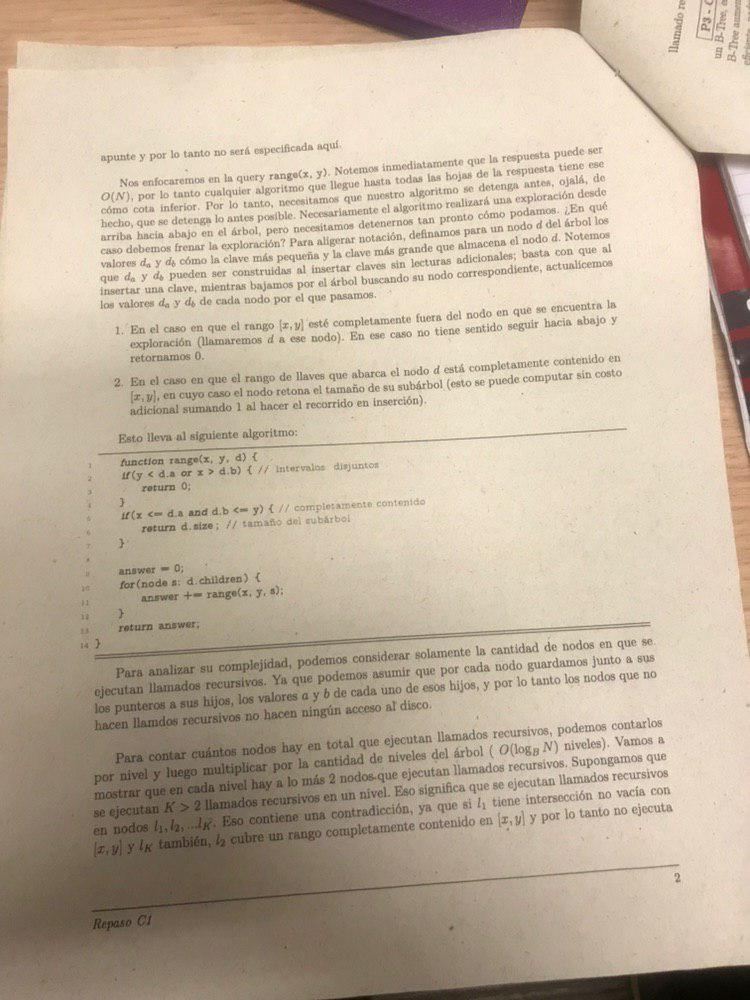 apunte y por lo tanto no será especificada aquí.
Nos enfocaremos en la query range(x, y). Notemos inmediatamente que la respuesta puede ser
O(N), por lo tanto cualquier algoritmo que llegue hasta todas las hojas de la respuesta tiene ese
cómo cota inferior. Por lo tanto, necesitamos que nuestro algoritmo se detenga antes, ojalá, de
hecho, que se detenga lo antes posible. Necesariamente el algoritmo realizará una exploración desde
arriba hacia abajo en el árbol, pero necesitamos detenernos tan pronto cómo podamos. ¿En qué
caso debemos frenar la exploración? Para aligerar notación, definamos para un nodo d del árbol los
valores d_a y d_b cómo la clave más pequeña y la clave más grande que almacena el nodo d. Notemos
que d_a y d_b pueden ser construidas al insertar claves sin lecturas adicionales; basta con que al
insertar una clave, mientras bajamos por el árbol buscando su nodo correspondiente, actualicemos
los valores d_a y d_b de cada nodo por el que pasamos.
1. En el caso en que el rango [x, y] esté completamente fuera del nodo en que se encuentra la
exploración (llamaremos d a ese nodo). En ese caso no tiene sentido seguir hacia abajo y
retornamos 0.
2. En el caso en que el rango de llaves que abarca el nodo d está completamente contenido en
[x, y], en cuyo caso el nodo retona el tamaño de su subárbol (esto se puede computar sin costo
adicional sumando 1 al hacer el recorrido en inserción).
Esto lleva al siguiente algoritmo:
1 function range(x, y, d) {
2 if(y < d.a or x > d.b) { // intervalos disjuntos
3 return 0;
4 }
5 if(x <= d.a and d.b <= y) { // completamente contenido
6 return d.size; // tamaño del subárbol
7 }
8
9 answer = 0;
10 for(node s: d.children) {
11 answer += range(x, y, s);
12 }
13 return answer;
14 }
Para analizar su complejidad, podemos considerar solamente la cantidad de nodos en que se
ejecutan llamados recursivos. Ya que podemos asumir que por cada nodo guardamos junto a sus
los punteros a sus hijos, los valores a y b de cada uno de esos hijos, y por lo tanto los nodos que no
hacen llamdos recursivos no hacen ningún acceso al disco.
Para contar cuántos nodos hay en total que ejecutan llamados recursivos, podemos contarlos
por nivel y luego multiplicar por la cantidad de niveles del árbol ( O(log_B N) niveles). Vamos a
mostrar que en cada nivel hay a lo más 2 nodos que ejecutan llamados recursivos. Supongamos que
se ejecutan K > 2 llamados recursivos en un nivel. Eso significa que se ejecutan llamados recursivos
en nodos l_1, l_2, ...l_K. Eso contiene una contradicción, ya que si l_1 tiene intersección no vacía con
[x, y] y l_K también, l_2 cubre un rango completamente contenido en [x, y] y por lo tanto no ejecuta
Repaso C1
2
llamado re
P3 - C
un B-Tree, e
B-Tree aumen